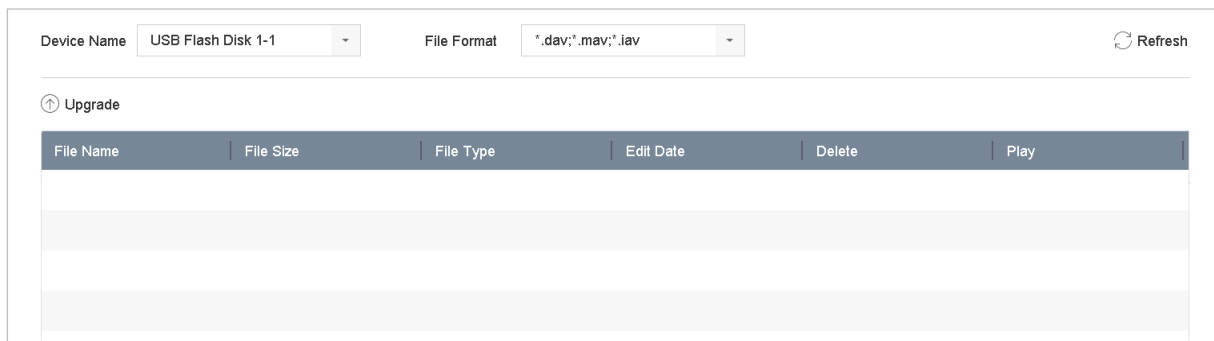 Device Name USB Flash Disk 1-1 File Format *.dav;*.mav;*.iav Refresh
Upgrade
File Name File Size File Type Edit Date Delete Play